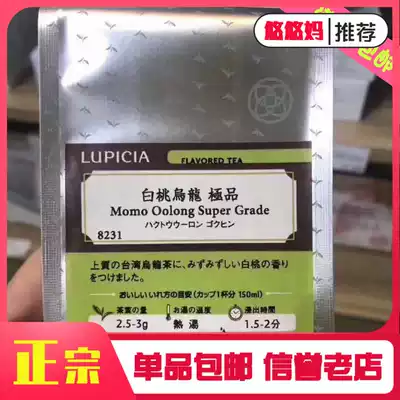 悠悠妈 推荐
LUPICIA
FLAVORED TEA
白桃烏龍 極品
Momo Oolong Super Grade
ハクトウウーロン ゴクヒン
8231
上質の台湾烏龍茶に、みずみずしい白桃の香り
をつけました。
おいしいいれ方の目安(カップ1杯分 150ml)
茶葉の量 お湯の温度 浸出時間
2.5-3g 熱湯 1.5-2分
正宗 单品包邮 信誉老店